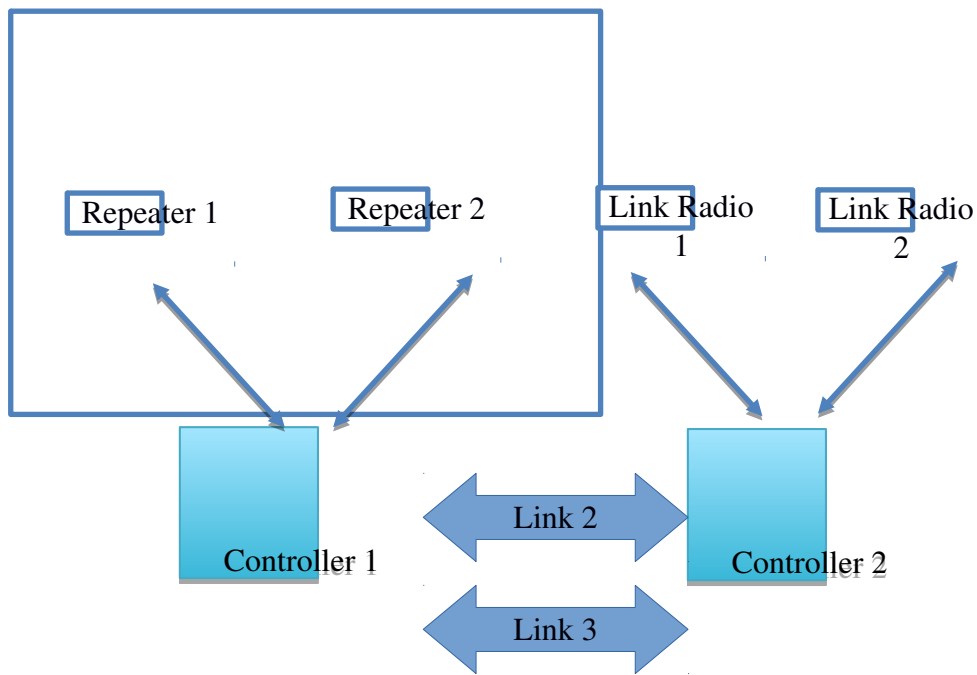 Repeater 1
Repeater 2
Link Radio
1
Link Radio
2
Link 2
Controller 1
Controller 2
Link 3